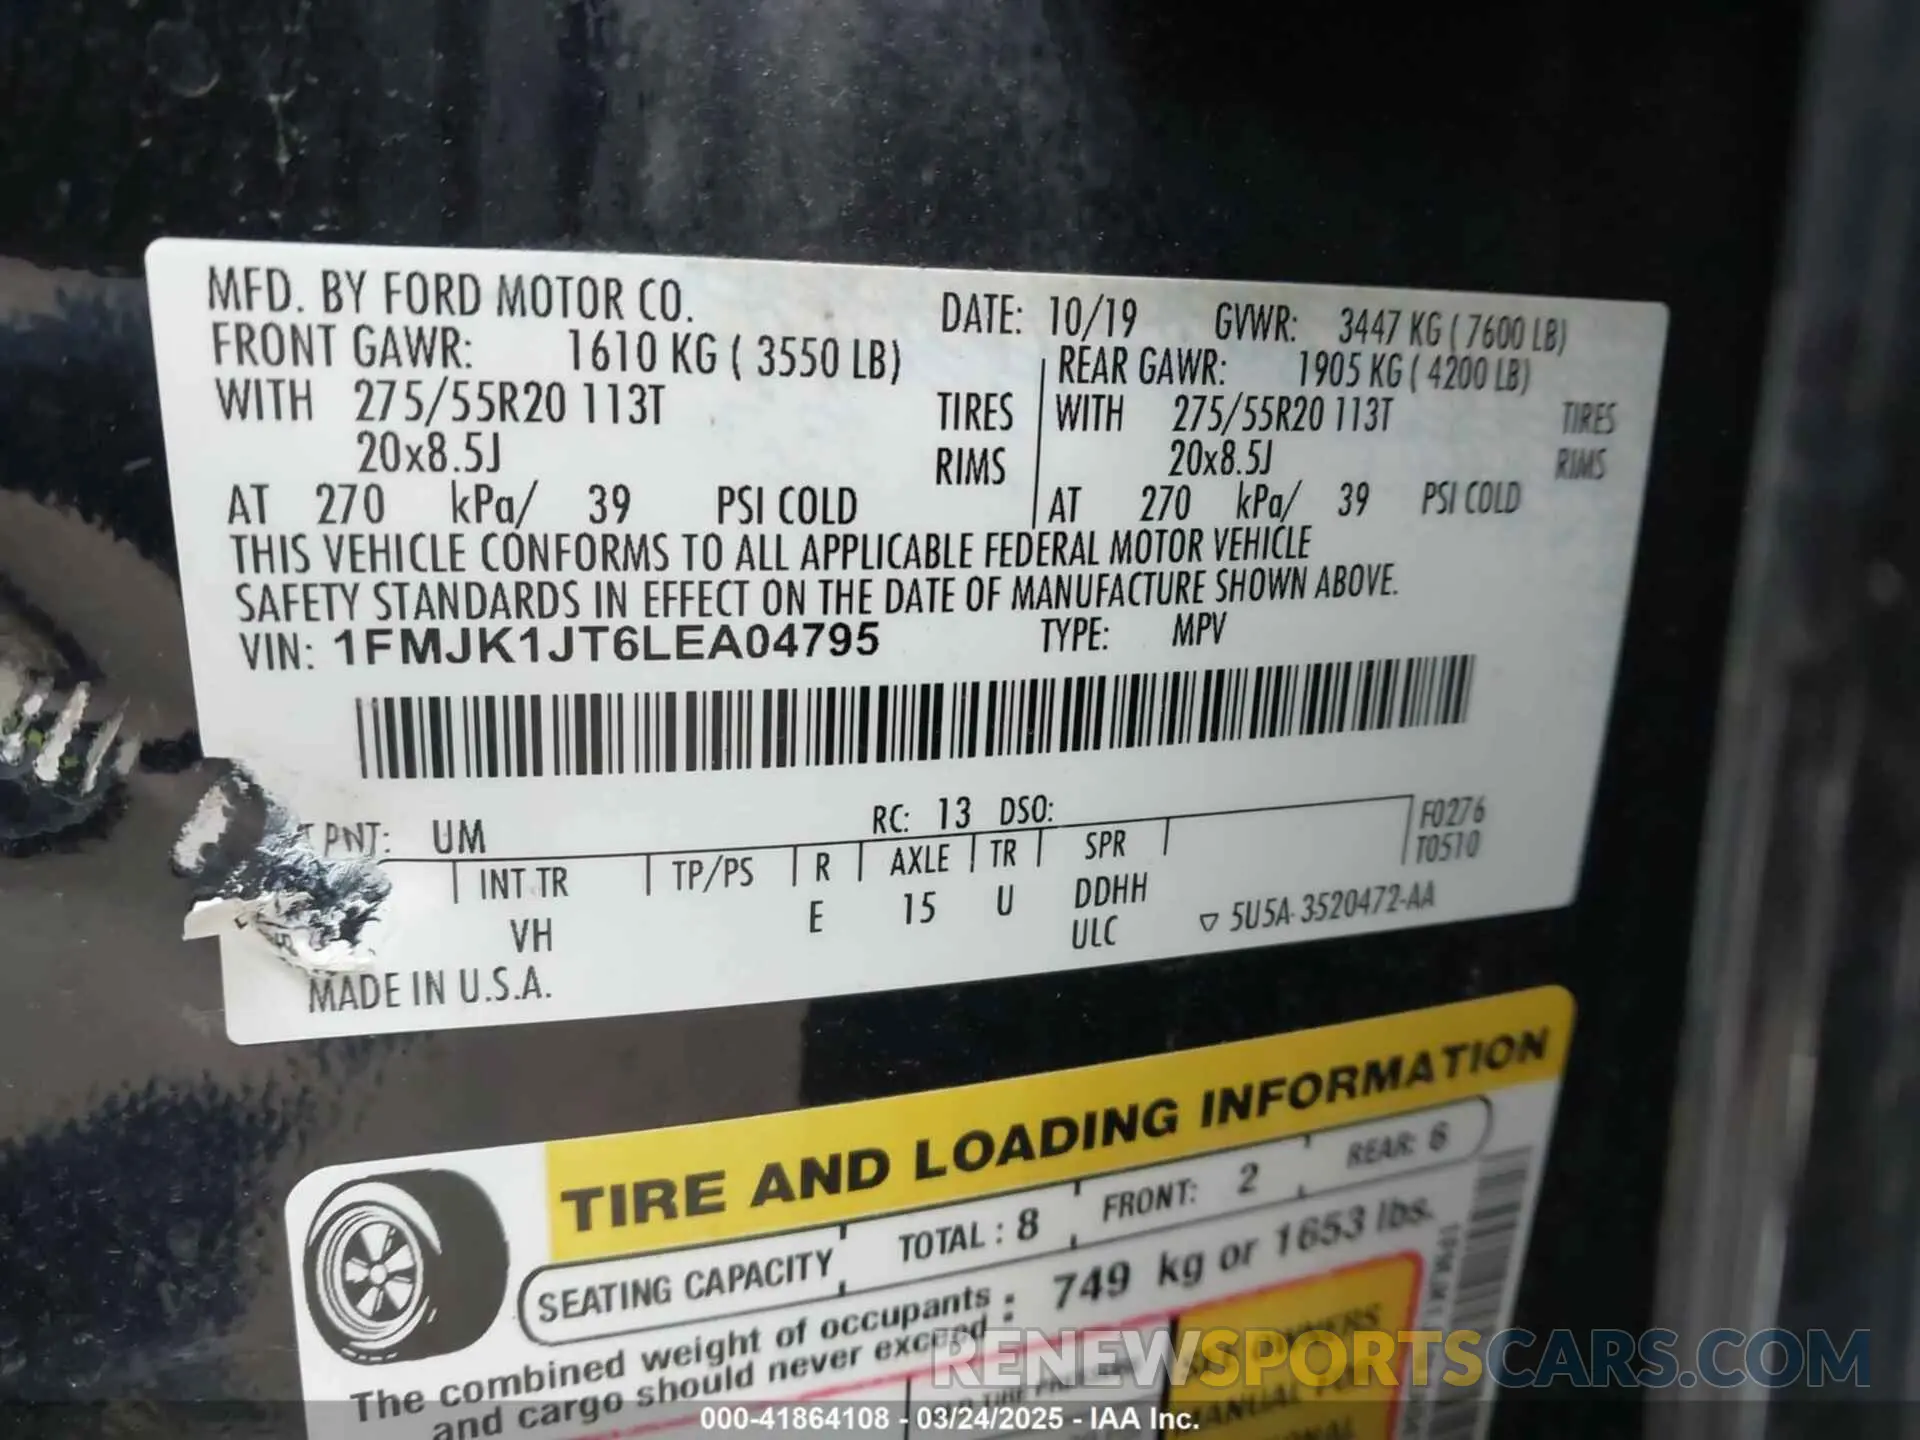 MFD. BY FORD MOTOR CO. DATE: 10/19 GVWR: 3447 KG ( 7600 LB)
FRONT GAWR: 1610 KG ( 3550 LB) REAR GAWR: 1905 KG ( 4200 LB)
WITH 275/55R20 113T TIRES WITH 275/55R20 113T TIRES
20x8.5J RIMS 20x8.5J RIMS
AT 270 kPa/ 39 PSI COLD AT 270 kPa/ 39 PSI COLD
THIS VEHICLE CONFORMS TO ALL APPLICABLE FEDERAL MOTOR VEHICLE
SAFETY STANDARDS IN EFFECT ON THE DATE OF MANUFACTURE SHOWN ABOVE.
VIN: 1FMJK1JT6LEA04795 TYPE: MPV
PNT: UM RC: 13 DSO: F0276
T0510
INT TR TP/PS R AXLE TR SPR
VH E 15 U DDHH
ULC ▽ 5U5A-3520472-AA
MADE IN U.S.A.
TIRE AND LOADING INFORMATION
SEATING CAPACITY TOTAL : 8 FRONT: 2 REAR: 6
The combined weight of occupants : 749 kg or 1653 lbs.
and cargo should never exceed :
SEE OWNERS
MANUAL FOR
RENEWSPORTSCARS.COM
000-41864108 - 03/24/2025 - IAA Inc.